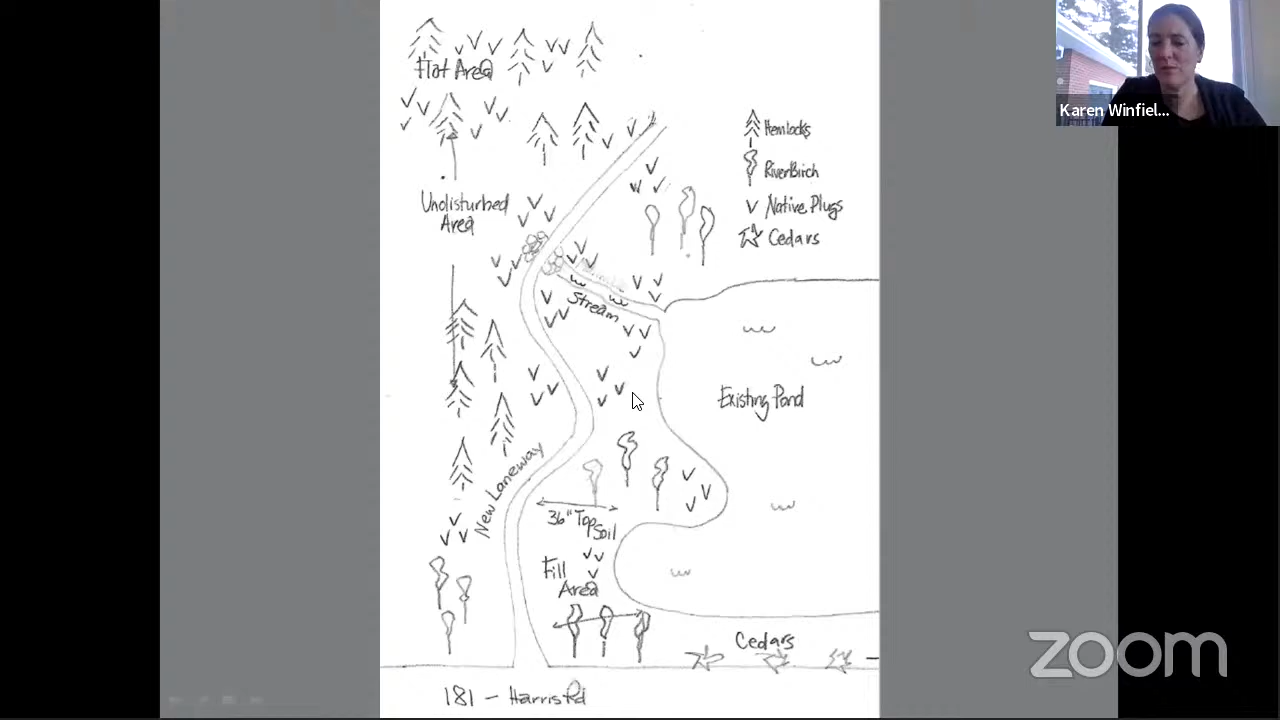 Flat Area
Karen Winfiel...
Hemlocks
River Birch
Native Plugs
Cedars
Undisturbed
Area
Stream
Existing Pond
New Laneway
36" Top Soil
Fill
Area
Cedars
181 - Harris Rd
zoom